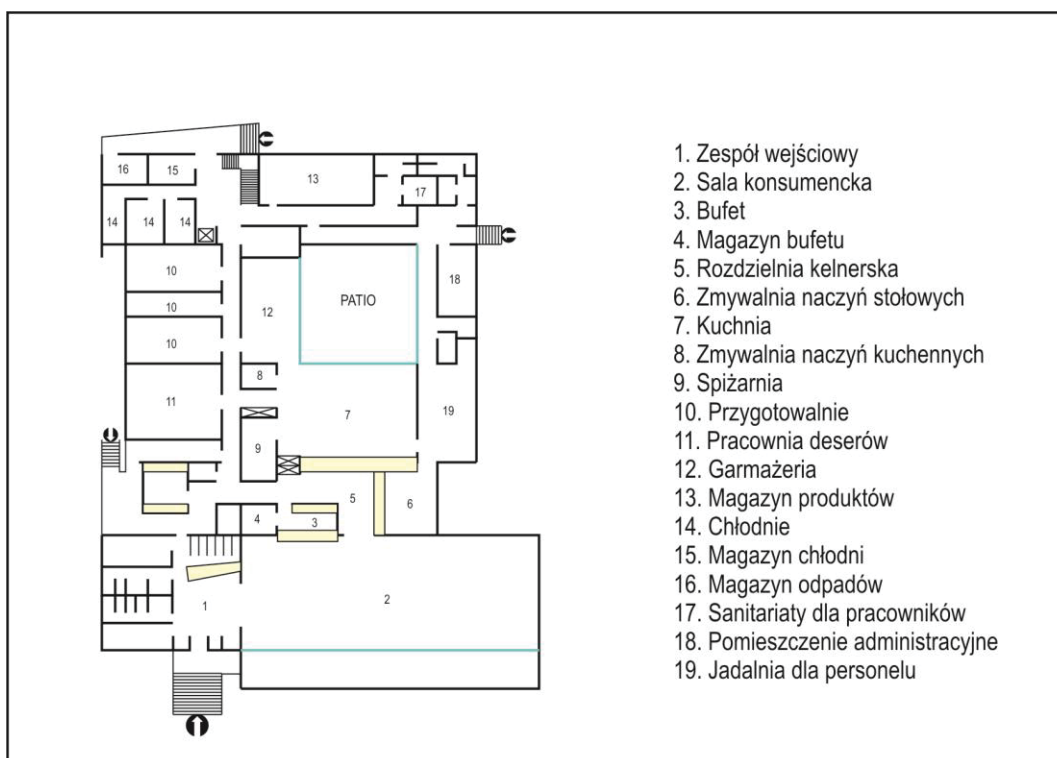 16
15
13
17
14
14
14
10
18
PATIO
10
12
10
8
11
7
19
9
5
6
4
3
1
2
1. Zespół wejściowy
2. Sala konsumencka
3. Bufet
4. Magazyn bufetu
5. Rozdzielnia kelnerska
6. Zmywalnia naczyń stołowych
7. Kuchnia
8. Zmywalnia naczyń kuchennych
9. Spiżarnia
10. Przygotowalnie
11. Pracownia deserów
12. Garmażeria
13. Magazyn produktów
14. Chłodnie
15. Magazyn chłodni
16. Magazyn odpadów
17. Sanitariaty dla pracowników
18. Pomieszczenie administracyjne
19. Jadalnia dla personelu